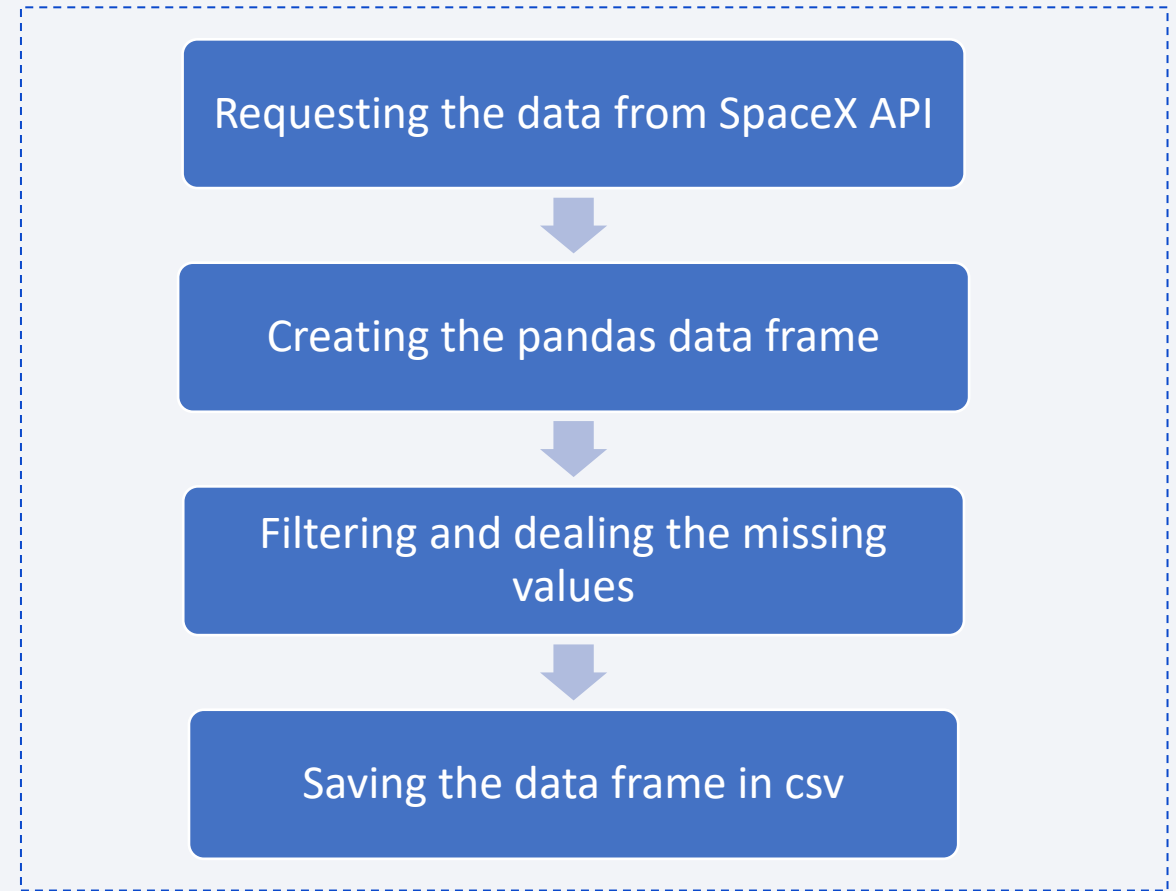 Requesting the data from SpaceX API
Creating the pandas data frame
Filtering and dealing the missing
values
Saving the data frame in csv